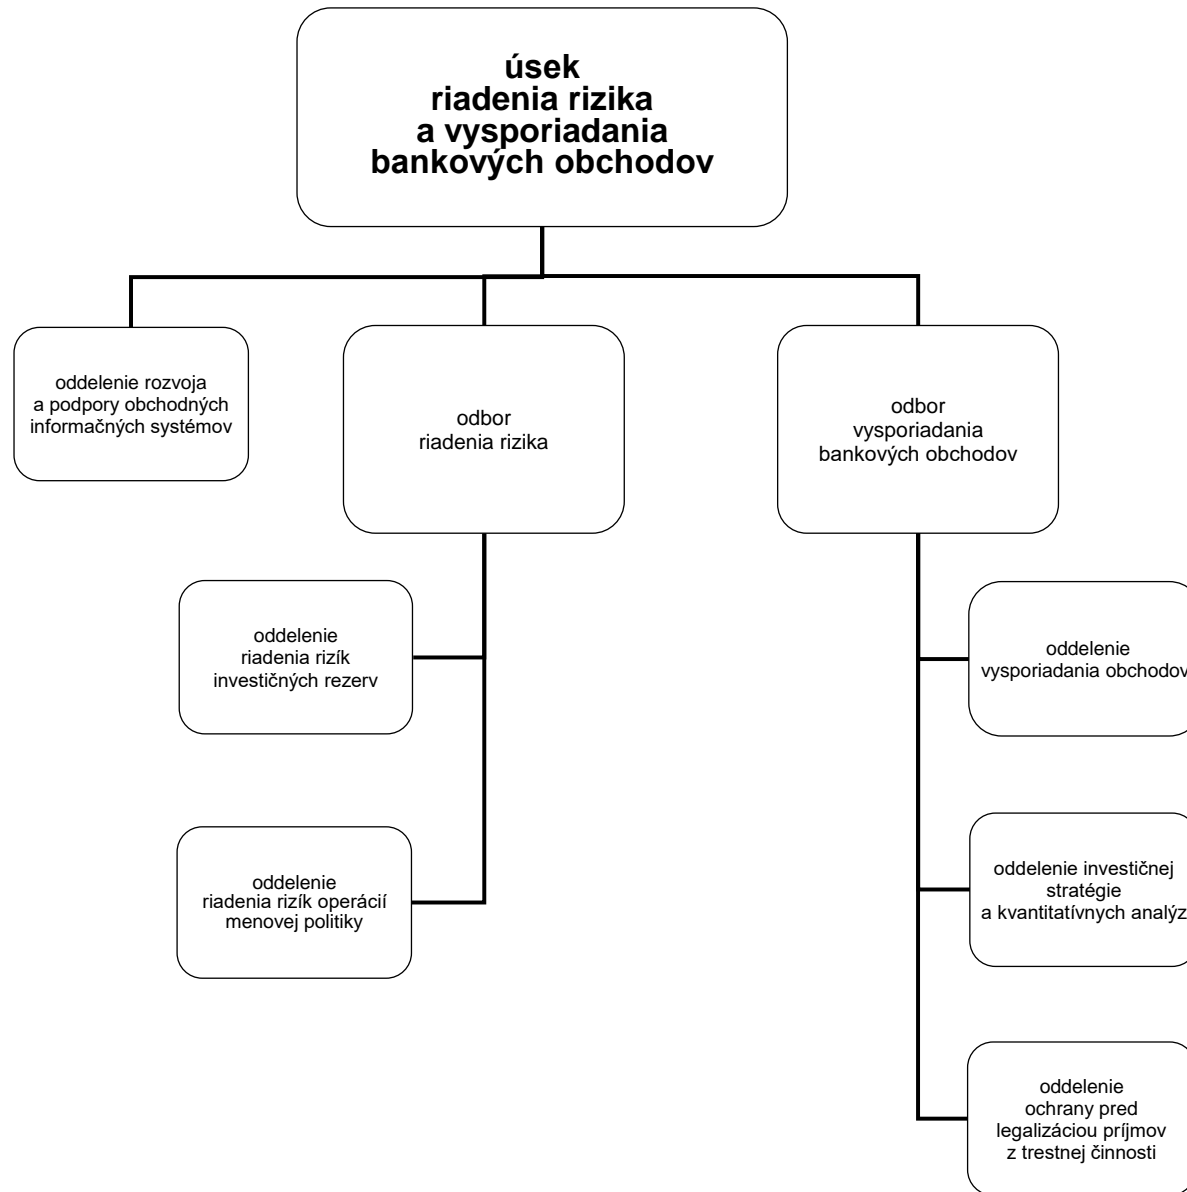 úsek
riadenia rizika
a vysporiadania
bankových obchodov
oddelenie rozvoja
a podpory obchodných
informačných systémov
odbor
riadenia rizika
odbor
vysporiadania
bankových obchodov
oddelenie
riadenia rizík
investičných rezerv
oddelenie
vysporiadania obchodov
oddelenie
riadenia rizík operácií
menovej politiky
oddelenie investičnej
stratégie
a kvantitatívnych analýz
oddelenie
ochrany pred
legalizáciou príjmov
z trestnej činnosti